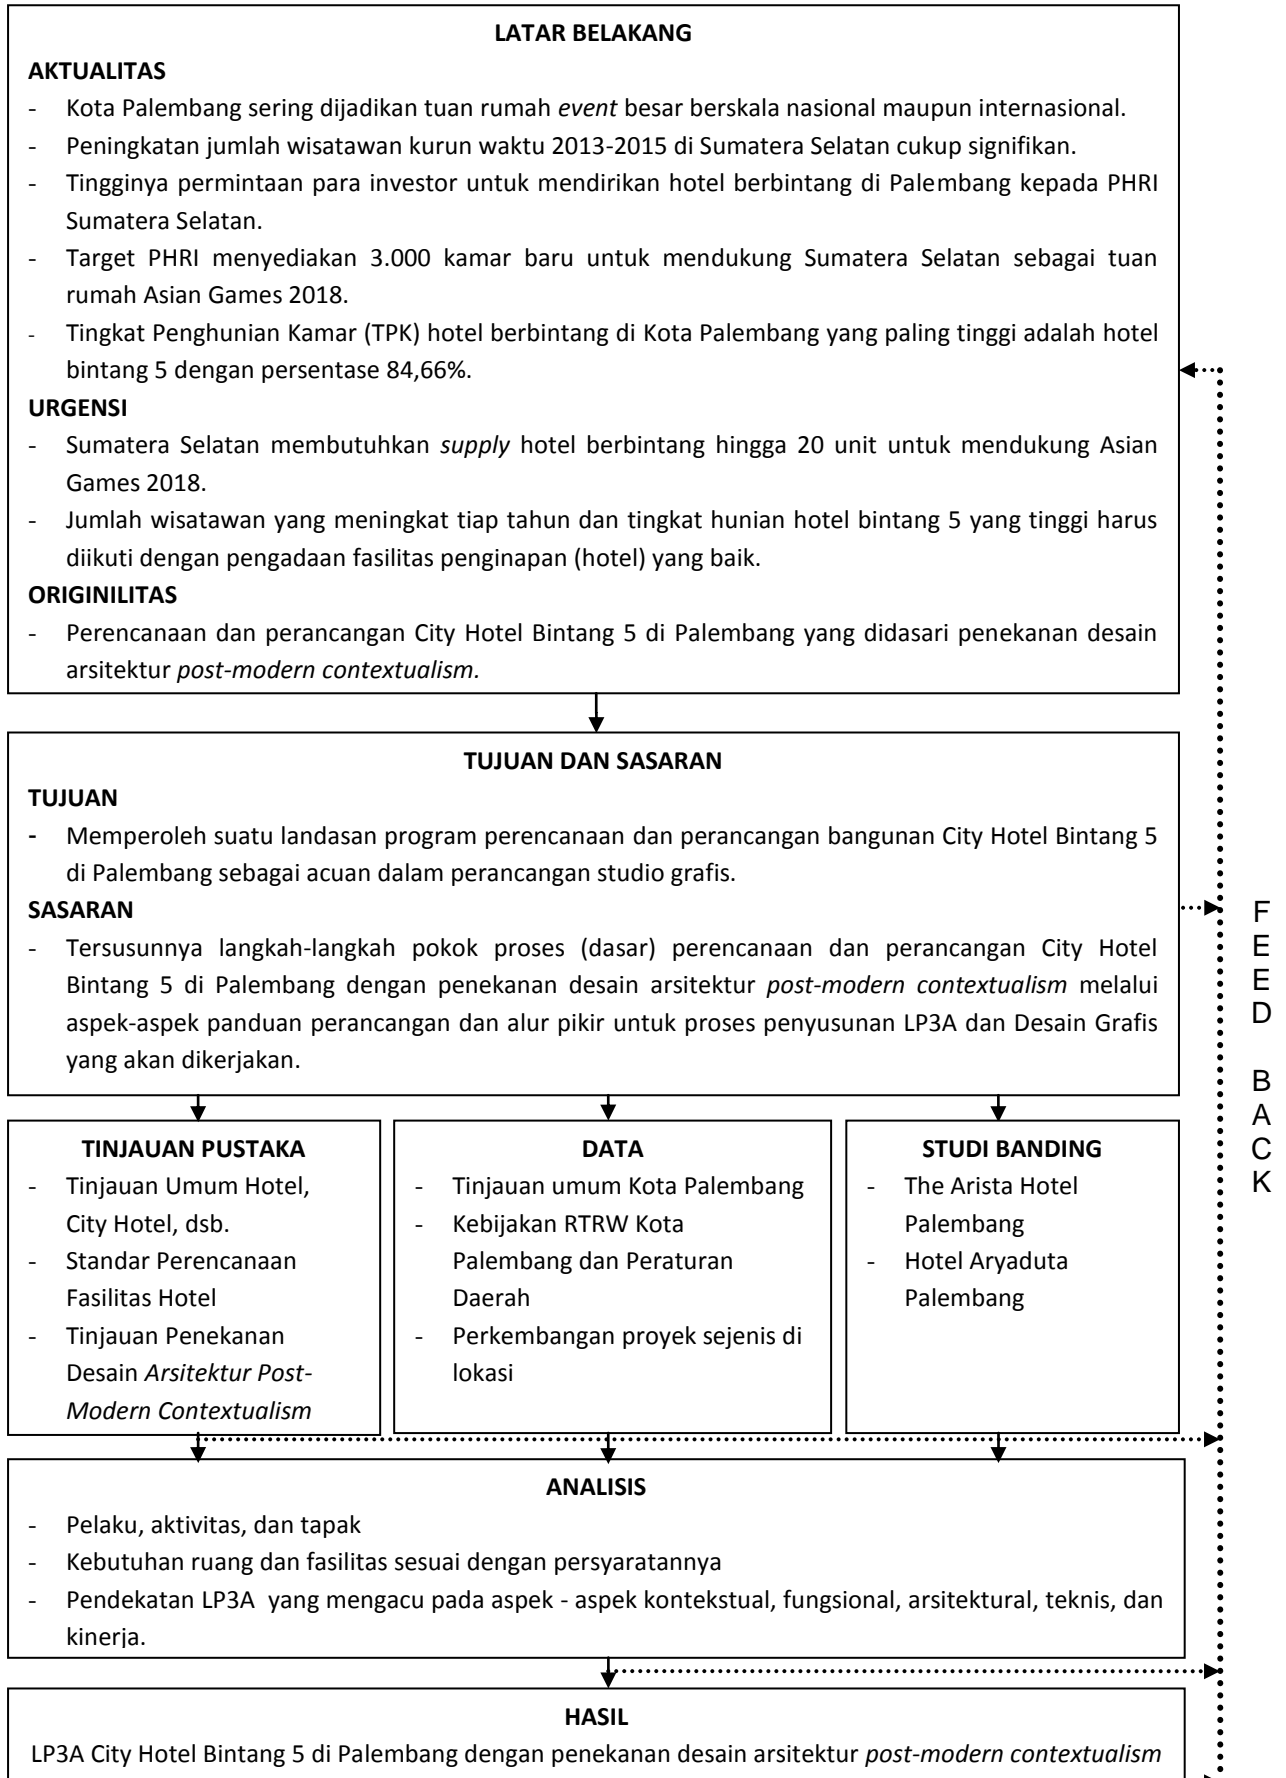 LATAR BELAKANG
AKTUALITAS
- Kota Palembang sering dijadikan tuan rumah event besar berskala nasional maupun internasional.
- Peningkatan jumlah wisatawan kurun waktu 2013-2015 di Sumatera Selatan cukup signifikan.
- Tingginya permintaan para investor untuk mendirikan hotel berbintang di Palembang kepada PHRI
Sumatera Selatan.
- Target PHRI menyediakan 3.000 kamar baru untuk mendukung Sumatera Selatan sebagai tuan
rumah Asian Games 2018.
- Tingkat Penghunian Kamar (TPK) hotel berbintang di Kota Palembang yang paling tinggi adalah hotel
bintang 5 dengan persentase 84,66%.
URGENSI
- Sumatera Selatan membutuhkan supply hotel berbintang hingga 20 unit untuk mendukung Asian
Games 2018.
- Jumlah wisatawan yang meningkat tiap tahun dan tingkat hunian hotel bintang 5 yang tinggi harus
diikuti dengan pengadaan fasilitas penginapan (hotel) yang baik.
ORIGINILITAS
- Perencanaan dan perancangan City Hotel Bintang 5 di Palembang yang didasari penekanan desain
arsitektur post-modern contextualism.
TUJUAN DAN SASARAN
TUJUAN
- Memperoleh suatu landasan program perencanaan dan perancangan bangunan City Hotel Bintang 5
di Palembang sebagai acuan dalam perancangan studio grafis.
SASARAN
- Tersusunnya langkah-langkah pokok proses (dasar) perencanaan dan perancangan City Hotel
Bintang 5 di Palembang dengan penekanan desain arsitektur post-modern contextualism melalui
aspek-aspek panduan perancangan dan alur pikir untuk proses penyusunan LP3A dan Desain Grafis
yang akan dikerjakan.
TINJAUAN PUSTAKA
- Tinjauan Umum Hotel,
City Hotel, dsb.
- Standar Perencanaan
Fasilitas Hotel
- Tinjauan Penekanan
Desain Arsitektur Post-
Modern Contextualism
DATA
- Tinjauan umum Kota Palembang
- Kebijakan RTRW Kota
Palembang dan Peraturan
Daerah
- Perkembangan proyek sejenis di
lokasi
STUDI BANDING
- The Arista Hotel
Palembang
- Hotel Aryaduta
Palembang
ANALISIS
- Pelaku, aktivitas, dan tapak
- Kebutuhan ruang dan fasilitas sesuai dengan persyaratannya
- Pendekatan LP3A yang mengacu pada aspek - aspek kontekstual, fungsional, arsitektural, teknis, dan
kinerja.
HASIL
LP3A City Hotel Bintang 5 di Palembang dengan penekanan desain arsitektur post-modern contextualism
F
E
E
D
B
A
C
K